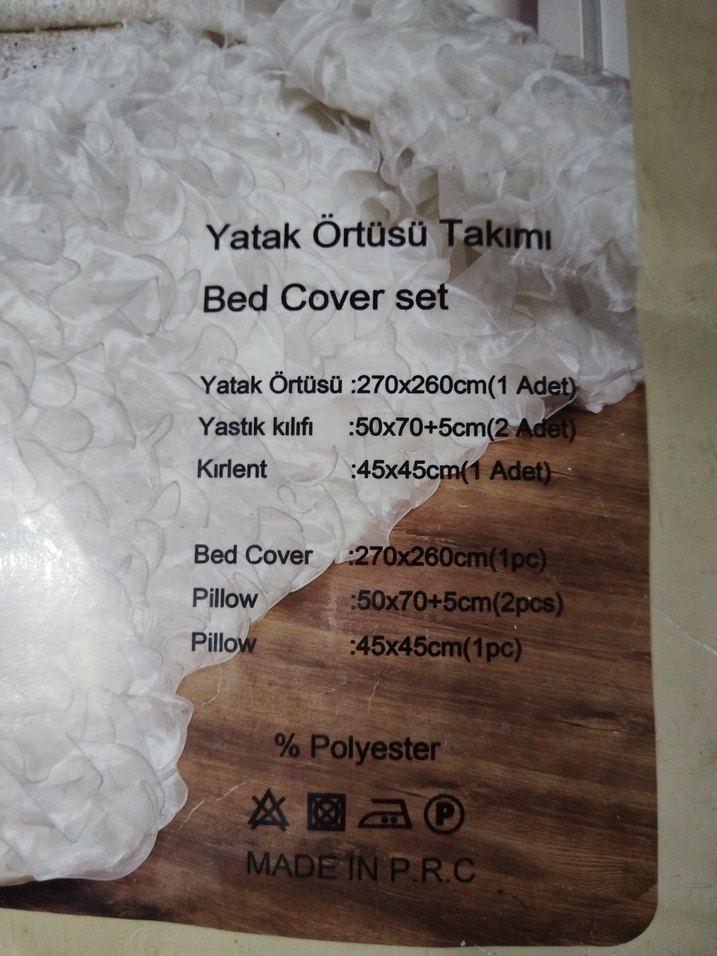 Yatak Örtüsü Takımı
Bed Cover set
Yatak Örtüsü :270x260cm(1 Adet)
Yastık kılıfı :50x70+5cm(2 Adet)
Kırlent :45x45cm(1 Adet)
Bed Cover :270x260cm(1pc)
Pillow :50x70+5cm(2pcs)
Pillow :45x45cm(1pc)
% Polyester
P
MADE IN P.R.C